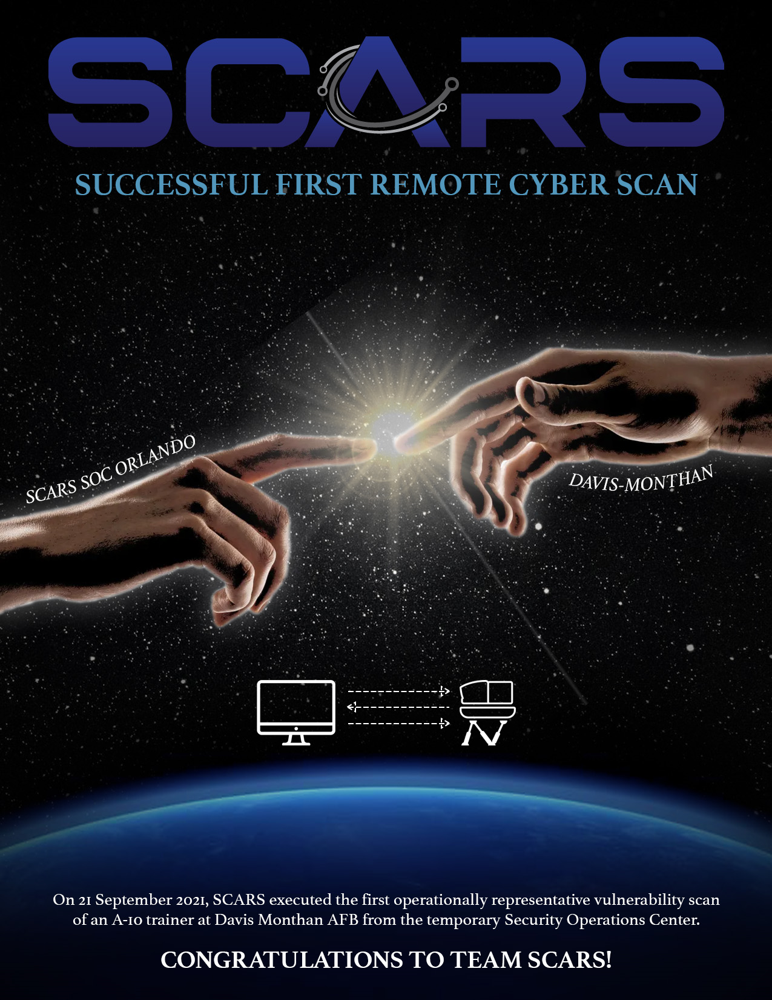 SCARS
SUCCESSFUL FIRST REMOTE CYBER SCAN
SCARS SOC ORLANDO
DAVIS-MONTHAN
On 21 September 2021, SCARS executed the first operationally representative vulnerability scan
of an A-10 trainer at Davis Monthan AFB from the temporary Security Operations Center.
CONGRATULATIONS TO TEAM SCARS!